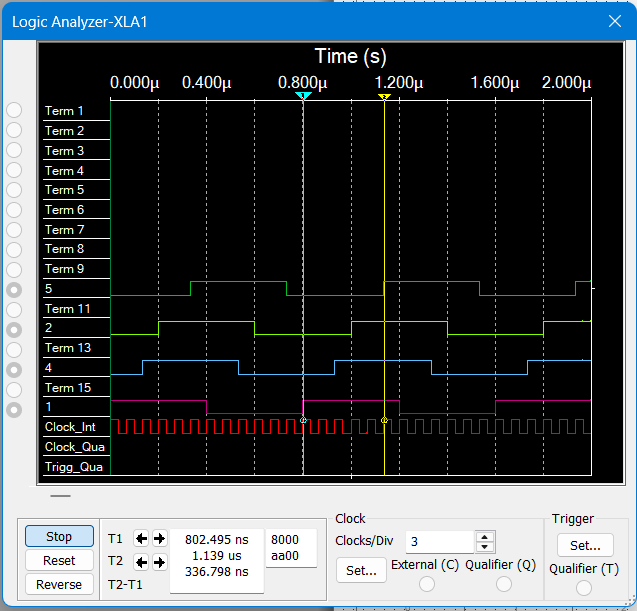 Logic Analyzer-XLA1
Time (s)
0.000µ 0.400µ 0.800µ 1.200µ 1.600µ 2.000µ
Term 1
Term 2
Term 3
Term 4
Term 5
Term 6
Term 7
Term 8
Term 9
5
Term 11
2
Term 13
4
Term 15
1
Clock_Int
Clock_Qua
Trigg_Qua
Stop
Reset
Reverse
T1 802.495 ns 8000
T2 1.139 us aa00
T2-T1 336.798 ns
Clock
Clocks/Div 3
Set...
External (C) Qualifier (Q)
Trigger
Set...
Qualifier (T)